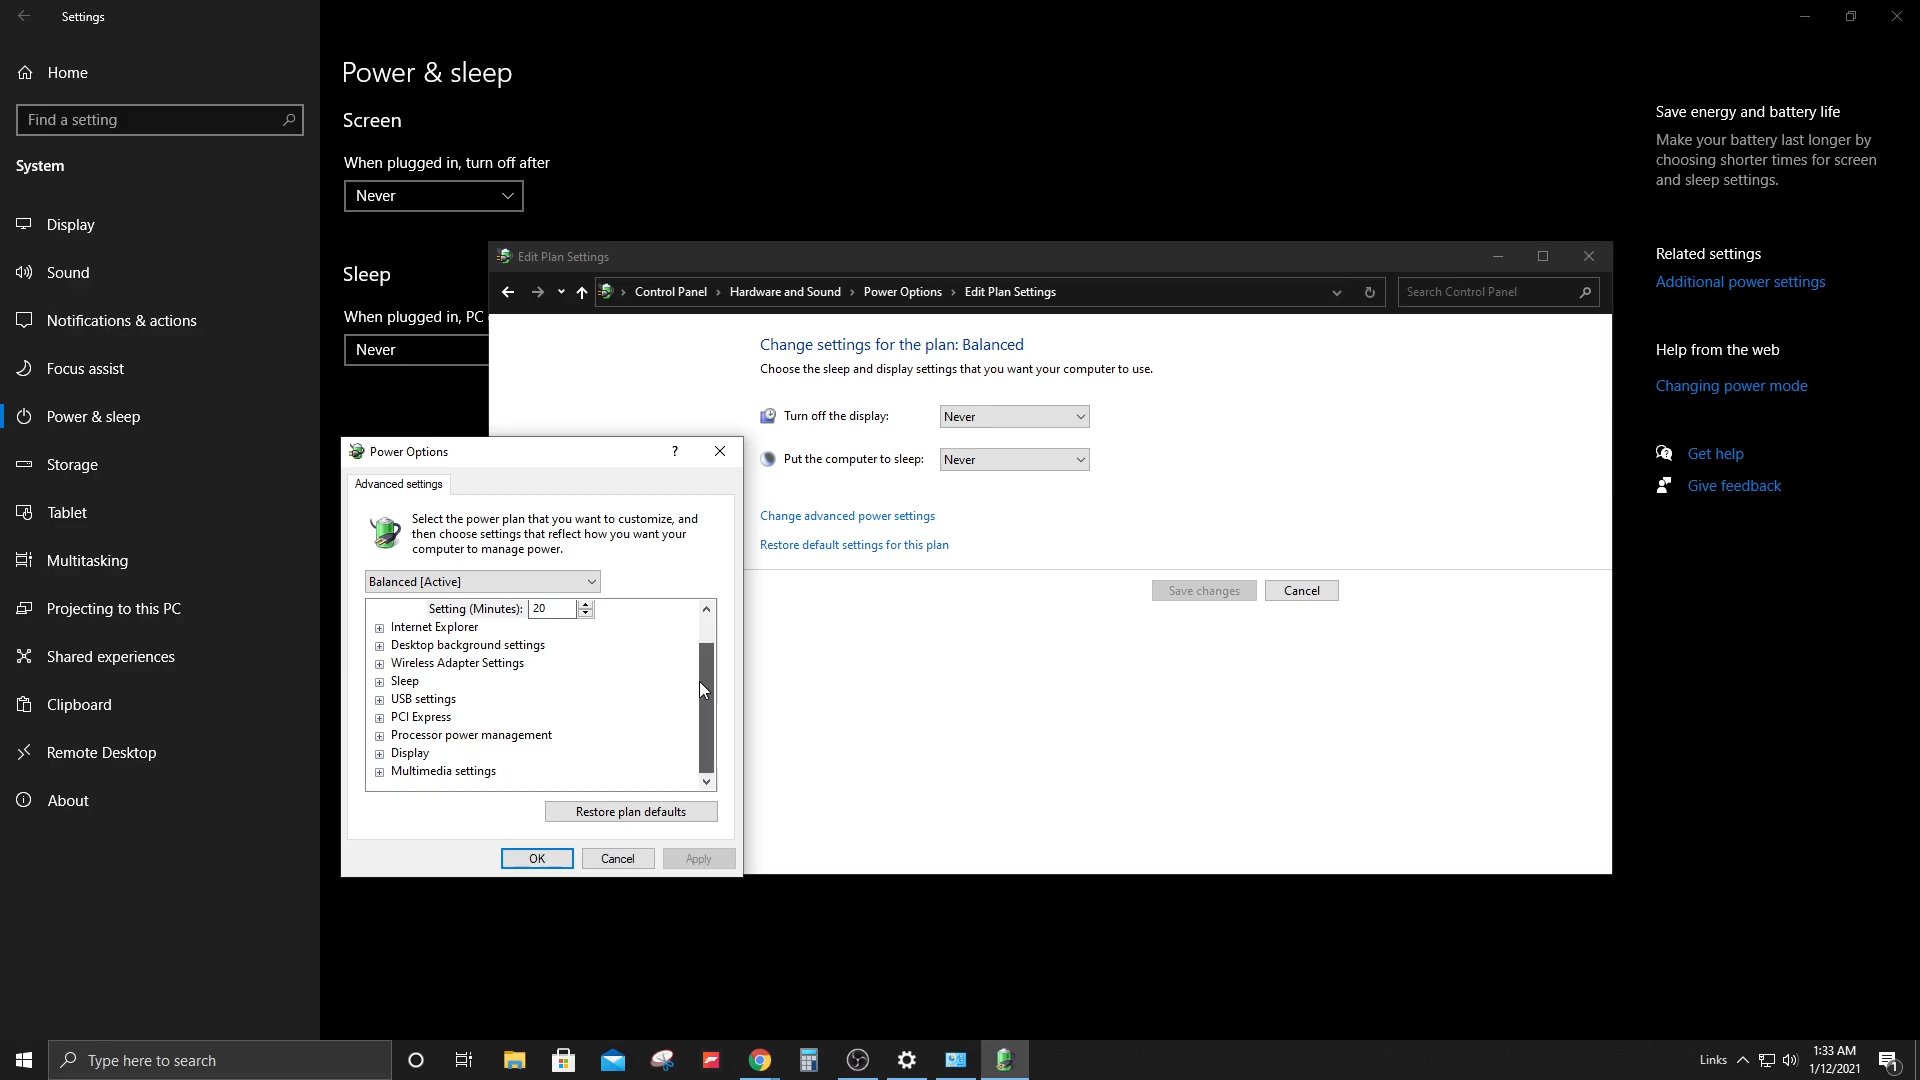 Settings
Home
Find a setting
System
Display
Sound
Notifications & actions
Focus assist
Power & sleep
Storage
Tablet
Multitasking
Projecting to this PC
Shared experiences
Clipboard
Remote Desktop
About
Power & sleep
Screen
When plugged in, turn off after
Never
Sleep
When plugged in, PC
Never
Save energy and battery life
Make your battery last longer by
choosing shorter times for screen
and sleep settings.
Related settings
Additional power settings
Help from the web
Changing power mode
Get help
Give feedback
Edit Plan Settings
Control Panel
Hardware and Sound
Power Options
Edit Plan Settings
Search Control Panel
Change settings for the plan: Balanced
Choose the sleep and display settings that you want your computer to use.
Turn off the display:
Never
Put the computer to sleep:
Never
Change advanced power settings
Restore default settings for this plan
Save changes
Cancel
Power Options
?
Advanced settings
Select the power plan that you want to customize, and
then choose settings that reflect how you want your
computer to manage power.
Balanced [Active]
Setting (Minutes): 20
Internet Explorer
Desktop background settings
Wireless Adapter Settings
Sleep
USB settings
PCI Express
Processor power management
Display
Multimedia settings
Restore plan defaults
OK
Cancel
Apply
Type here to search
Links
1:33 AM
1/12/2021
1